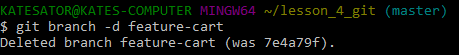 KATESATOR@KATES-COMPUTER MINGW64 ~/lesson_4_git (master)
$ git branch -d feature-cart
Deleted branch feature-cart (was 7e4a79f).